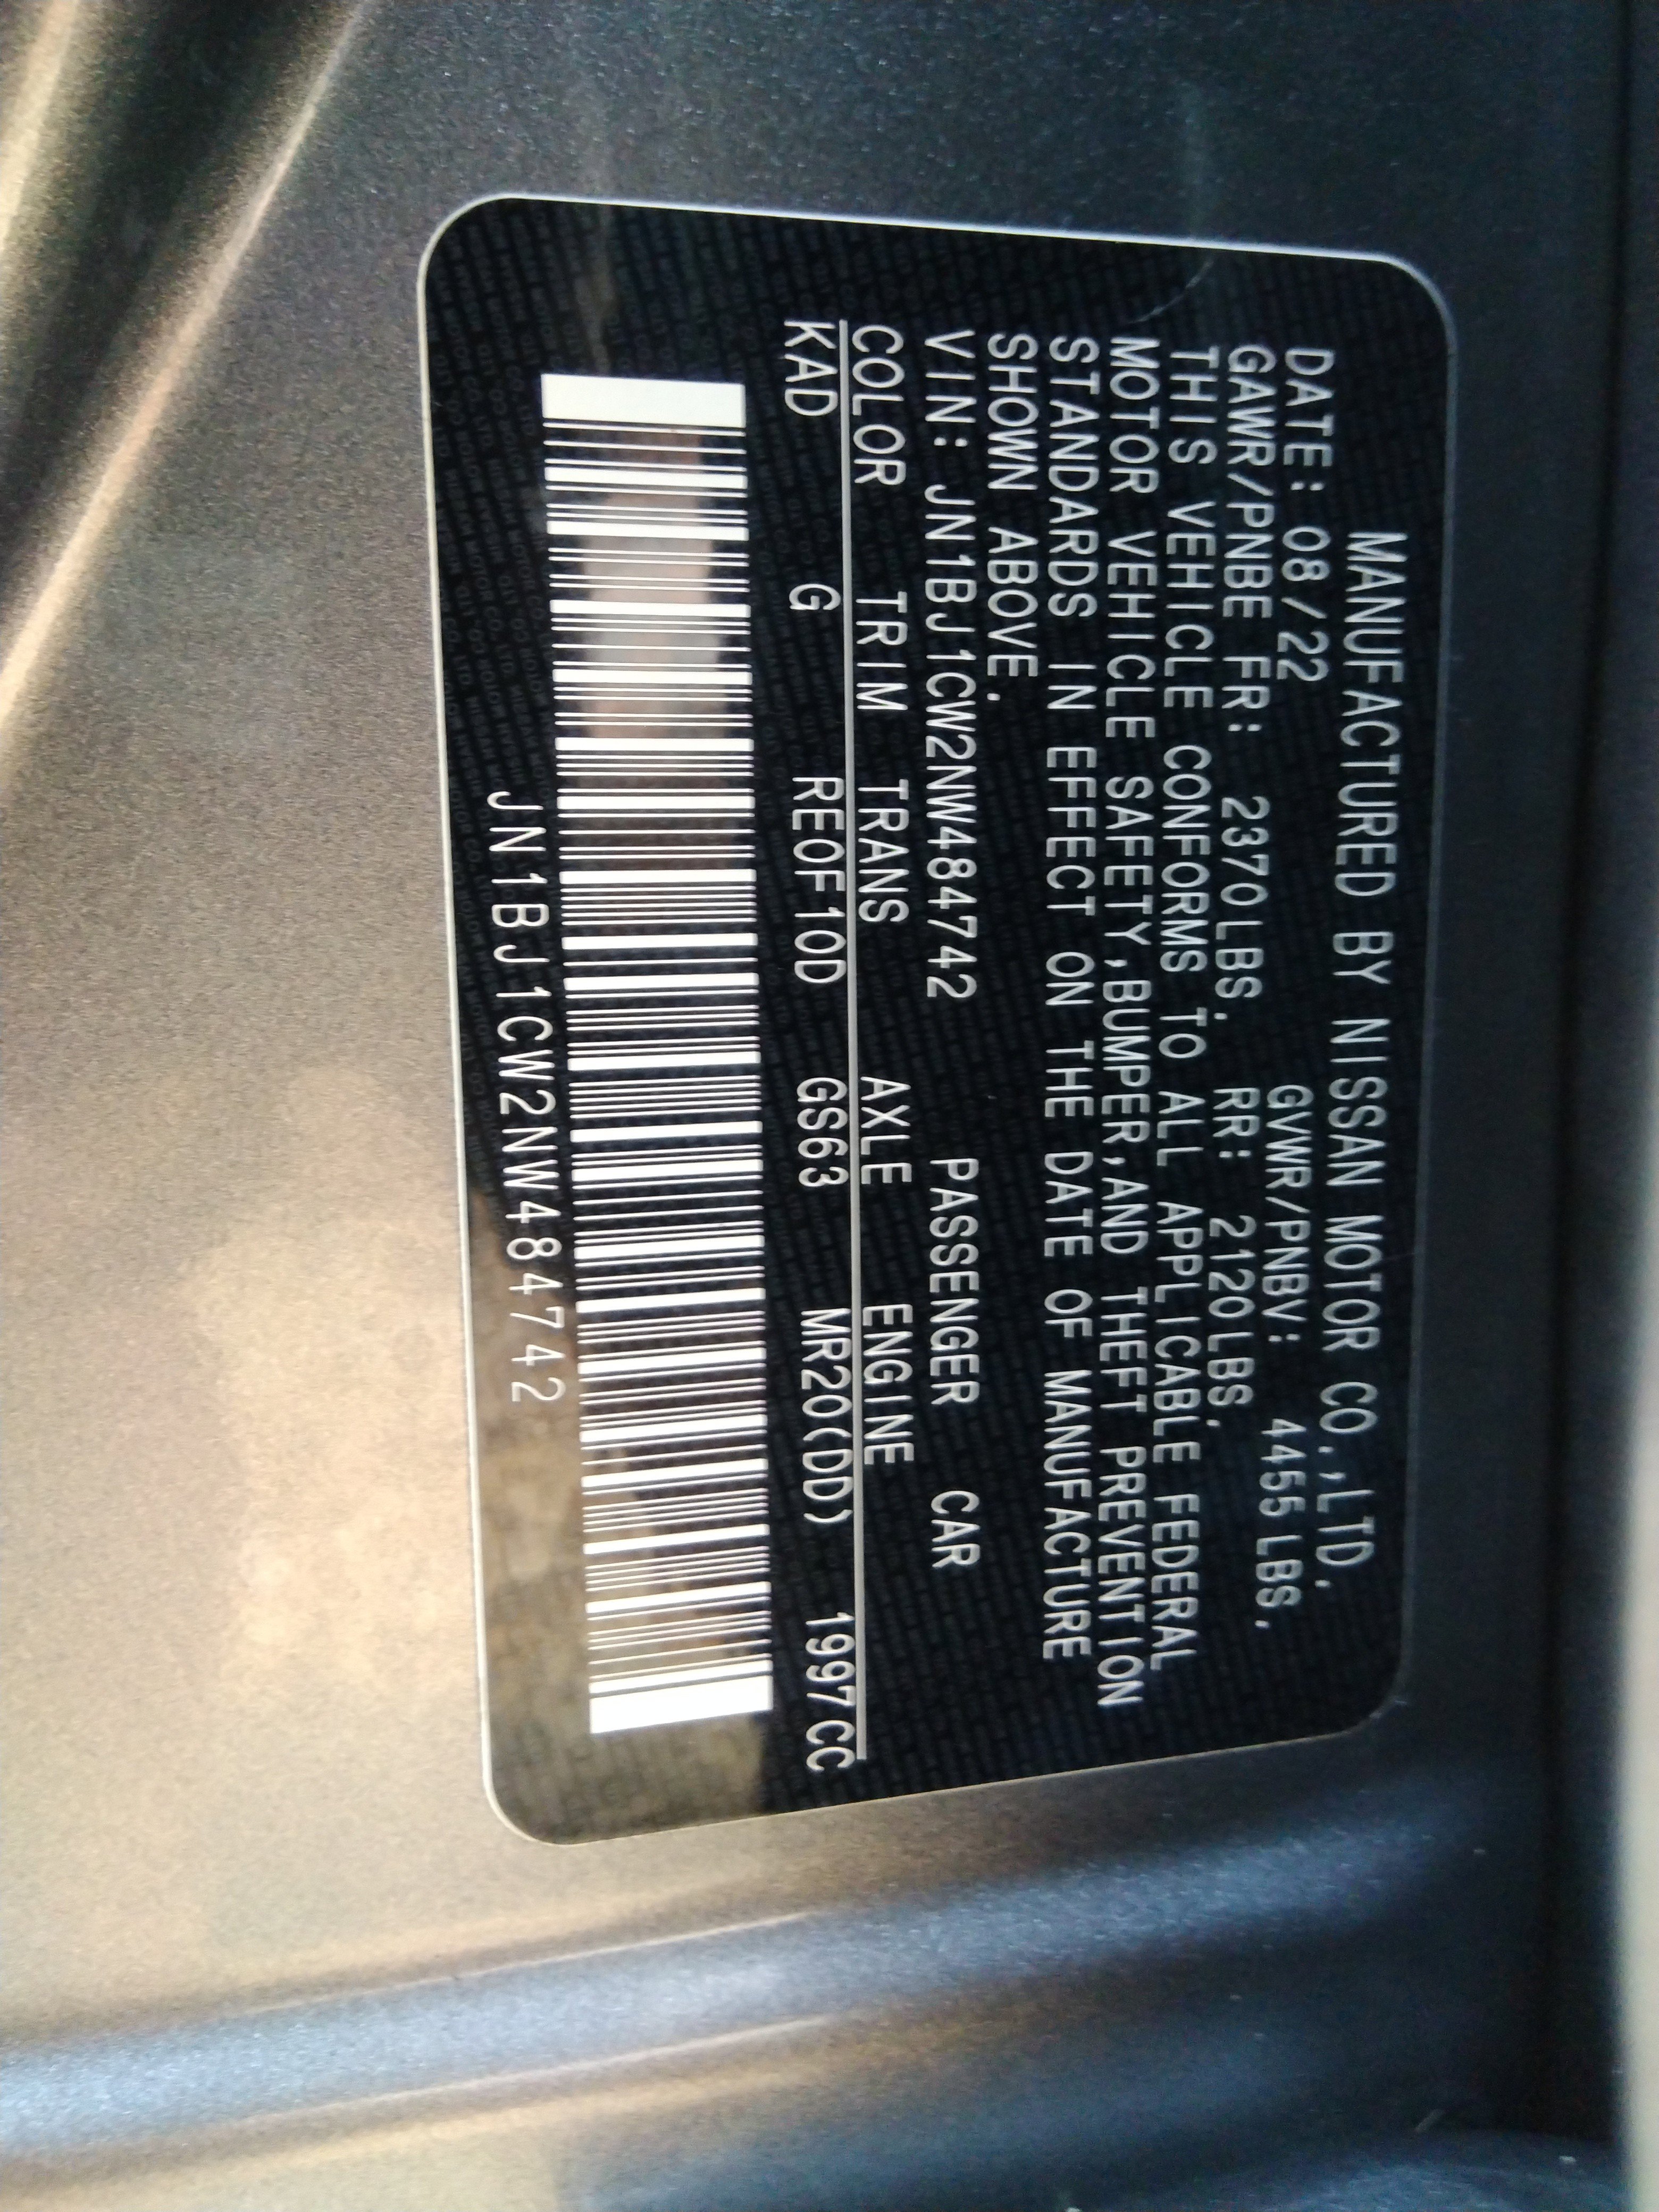 MANUFACTURED BY NISSAN MOTOR CO.,LTD.
DATE: 08/22 GVWR/PNBV: 4455LBS.
GAWR/PNBE FR: 2370LBS. RR: 2120LBS.
THIS VEHICLE CONFORMS TO ALL APPLICABLE FEDERAL
MOTOR VEHICLE SAFETY,BUMPER,AND THEFT PREVENTION
STANDARDS IN EFFECT ON THE DATE OF MANUFACTURE
SHOWN ABOVE.
VIN: JN1BJ1CW2NW484742 PASSENGER CAR
COLOR TRIM TRANS AXLE ENGINE
KAD G RE0F10D GS63 MR20(DD) 1997CC
JN1BJ1CW2NW484742